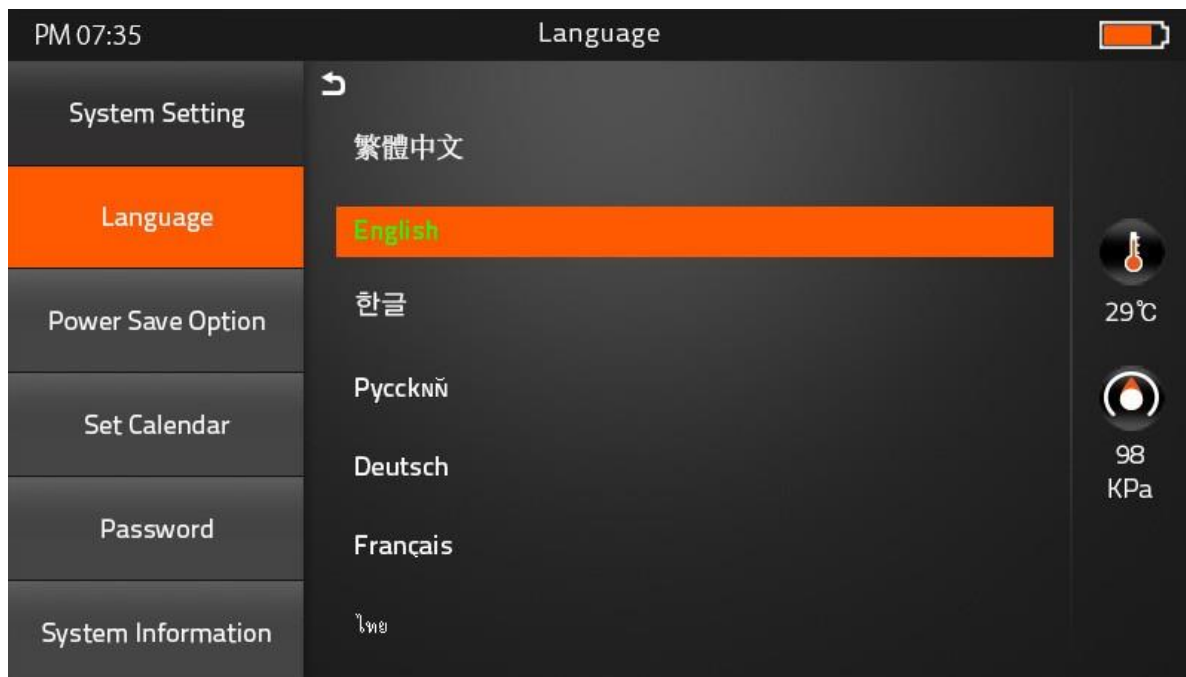 PM 07:35
Language
System Setting
Language
Power Save Option
Set Calendar
Password
System Information
繁體中文
English
한글
Pyccĸɴй̆
Deutsch
Français
ไทย
29℃
98
KPa